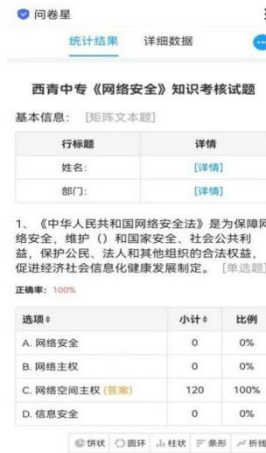 问卷星
统计结果 详细数据
西青中专《网络安全》知识考核试题
基本信息： [矩阵文本题]
行标题 详情
姓名: [详情]
部门: [详情]
1、《中华人民共和国网络安全法》是为保障网
络安全，维护（）和国家安全、社会公共利
益，保护公民、法人和其他组织的合法权益，
促进经济社会信息化健康发展制定。 [单选题]
正确率：100%
选项 小计 比例
A. 网络安全 0 0%
B. 网络主权 0 0%
C. 网络空间主权 (答案) 120 100%
D. 信息安全 0 0%
饼状 圆环 柱状 条形 折线